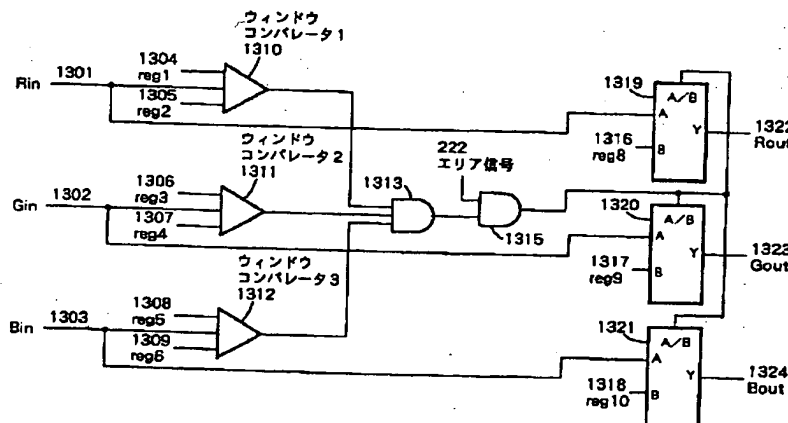 ウィンドウ
コンパレータ1
1310
1304
reg1
1305
reg2
Rin
1301
ウィンドウ
コンパレータ2
1311
1306
reg3
1307
reg4
Gin
1302
ウィンドウ
コンパレータ3
1312
1308
reg5
1309
reg6
Bin
1303
1313
222
エリア信号
1315
1319
A/B
A
Y
B
1316
reg8
1322
Rout
1320
A/B
A
Y
B
1317
reg9
1323
Gout
1321
A/B
A
Y
B
1318
reg10
1324
Bout